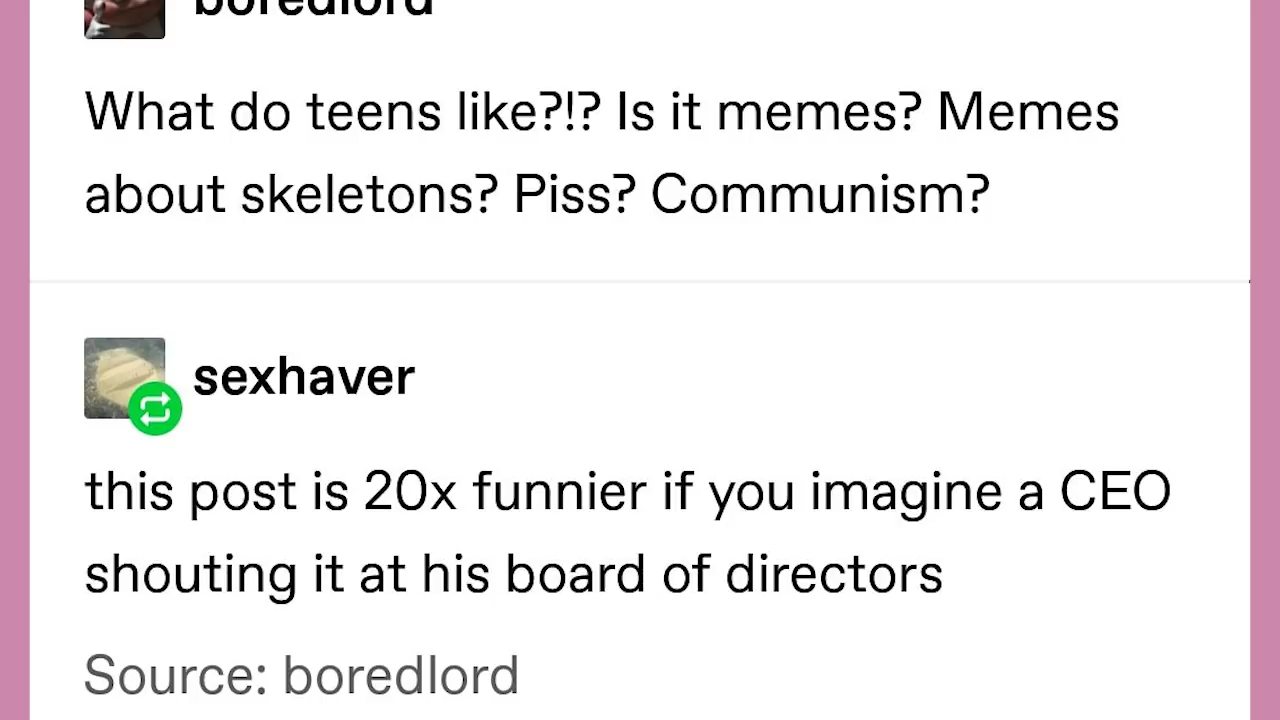 boredlord
What do teens like?!? Is it memes? Memes
about skeletons? Piss? Communism?
sexhaver
this post is 20x funnier if you imagine a CEO
shouting it at his board of directors
Source: boredlord